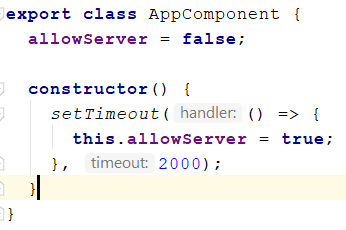 export class AppComponent {
allowServer = false;
constructor() {
setTimeout( handler: () => {
this.allowServer = true;
}, timeout: 2000);
}
}